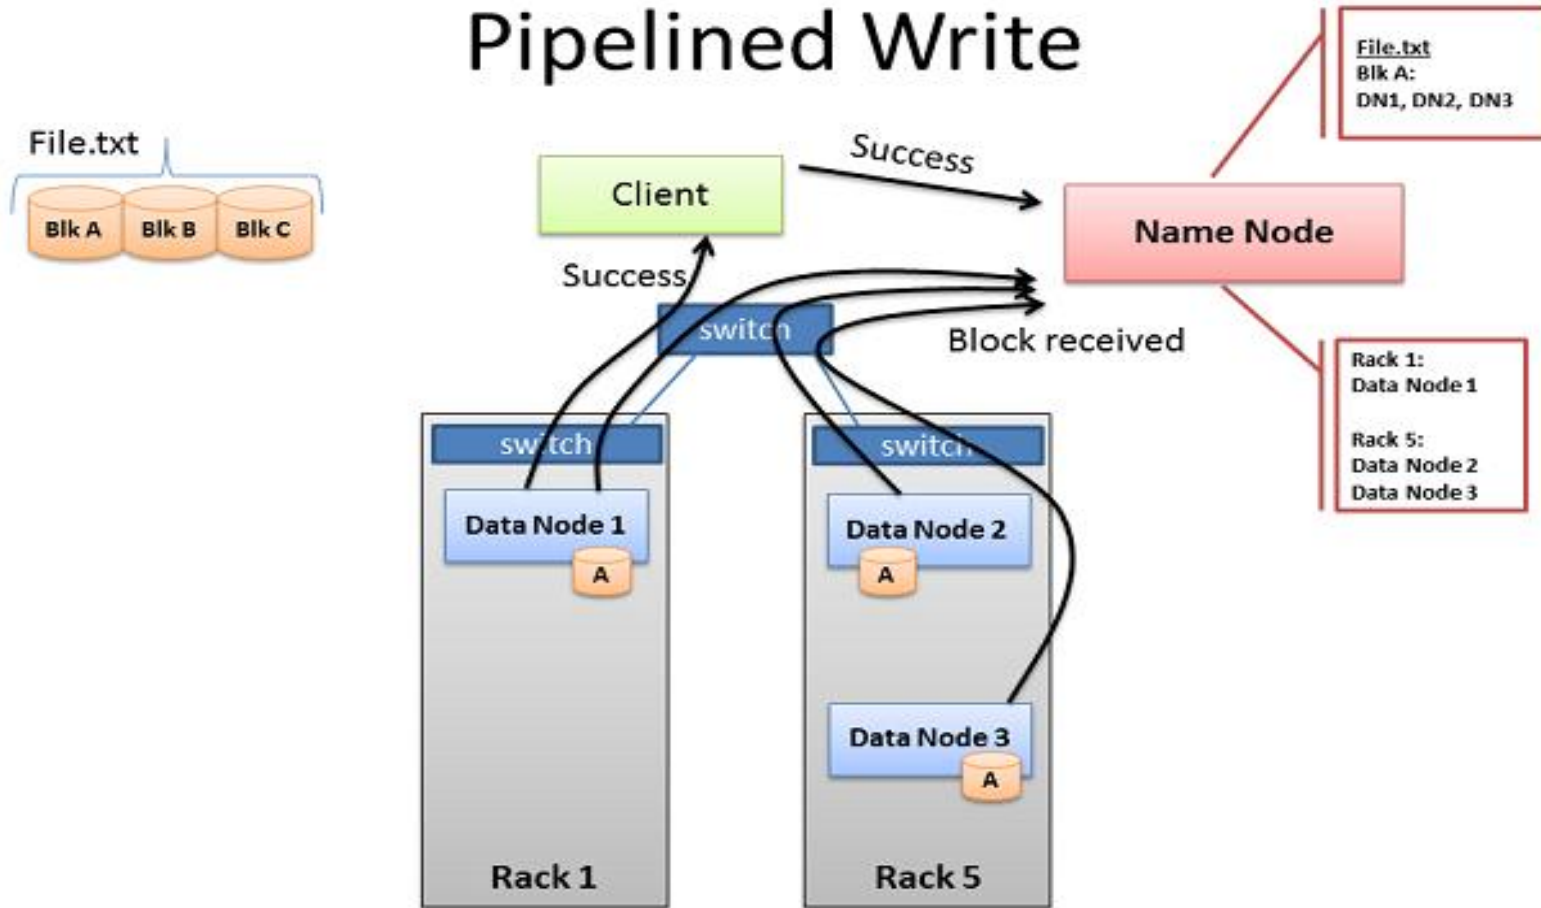 Pipelined Write
File.txt
Blk A:
DN1, DN2, DN3
File.txt
Blk A
Blk B
Blk C
Client
Success
Name Node
Success
switch
Block received
Rack 1:
Data Node 1
Rack 5:
Data Node 2
Data Node 3
switch
switch
Data Node 1
A
Data Node 2
A
Data Node 3
A
Rack 1
Rack 5